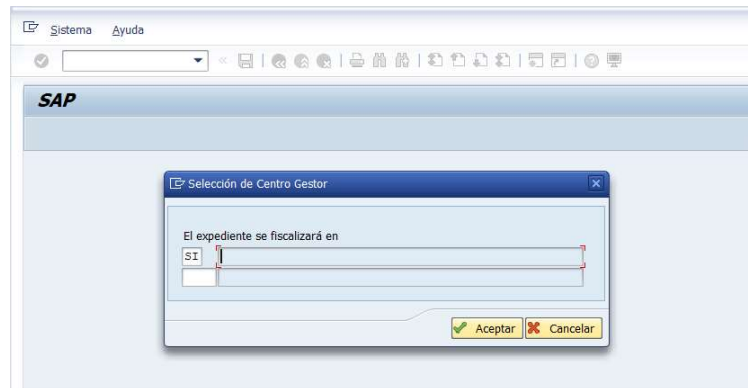 Sistema Ayuda
SAP
Selección de Centro Gestor
El expediente se fiscalizará en
SI
Aceptar Cancelar